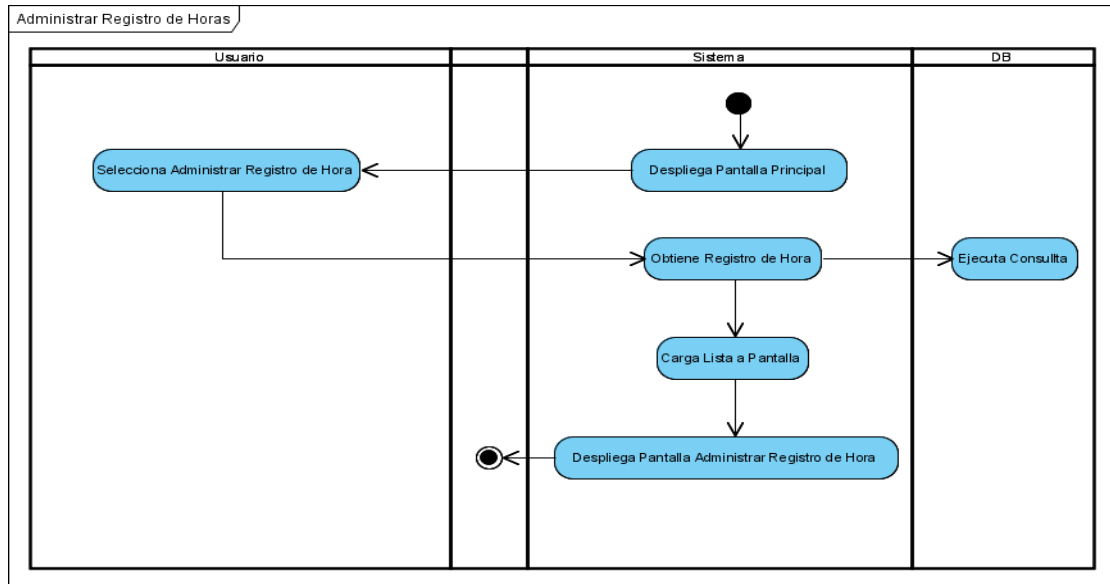 Administrar Registro de Horas
Usuario
Sistema
DB
Despliega Pantalla Principal
Selecciona Administrar Registro de Hora
Obtiene Registro de Hora
Ejecuta Consullta
Carga Lista a Pantalla
Despliega Pantalla Administrar Registro de Hora